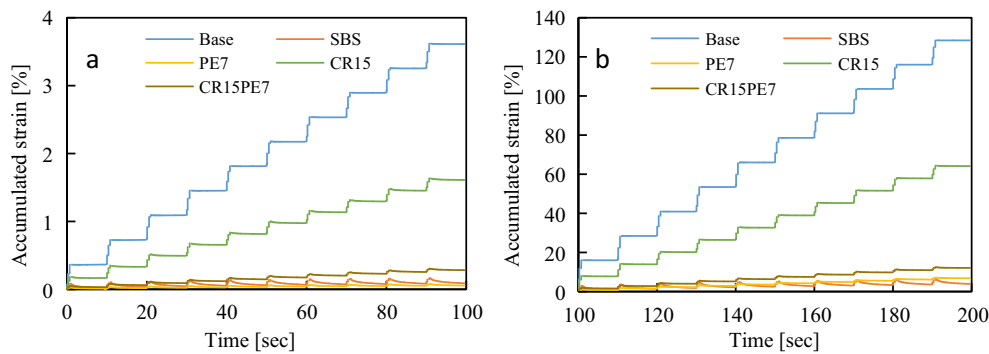 a
Base
SBS
PE7
CR15
CR15PE7
Accumulated strain [%]
4
3
2
1
0
0 20 40 60 80 100
Time [sec]
b
Base
SBS
PE7
CR15
CR15PE7
Accumulated strain [%]
140
120
100
80
60
40
20
0
100 120 140 160 180 200
Time [sec]